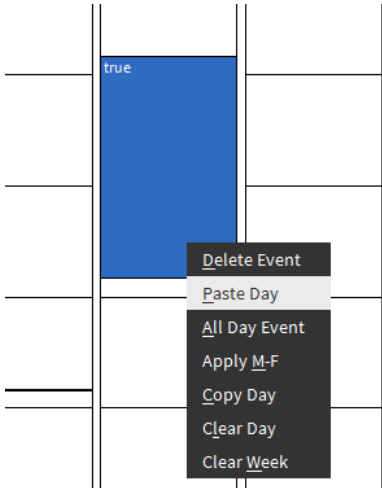 true
Delete Event
Paste Day
All Day Event
Apply M-F
Copy Day
Clear Day
Clear Week